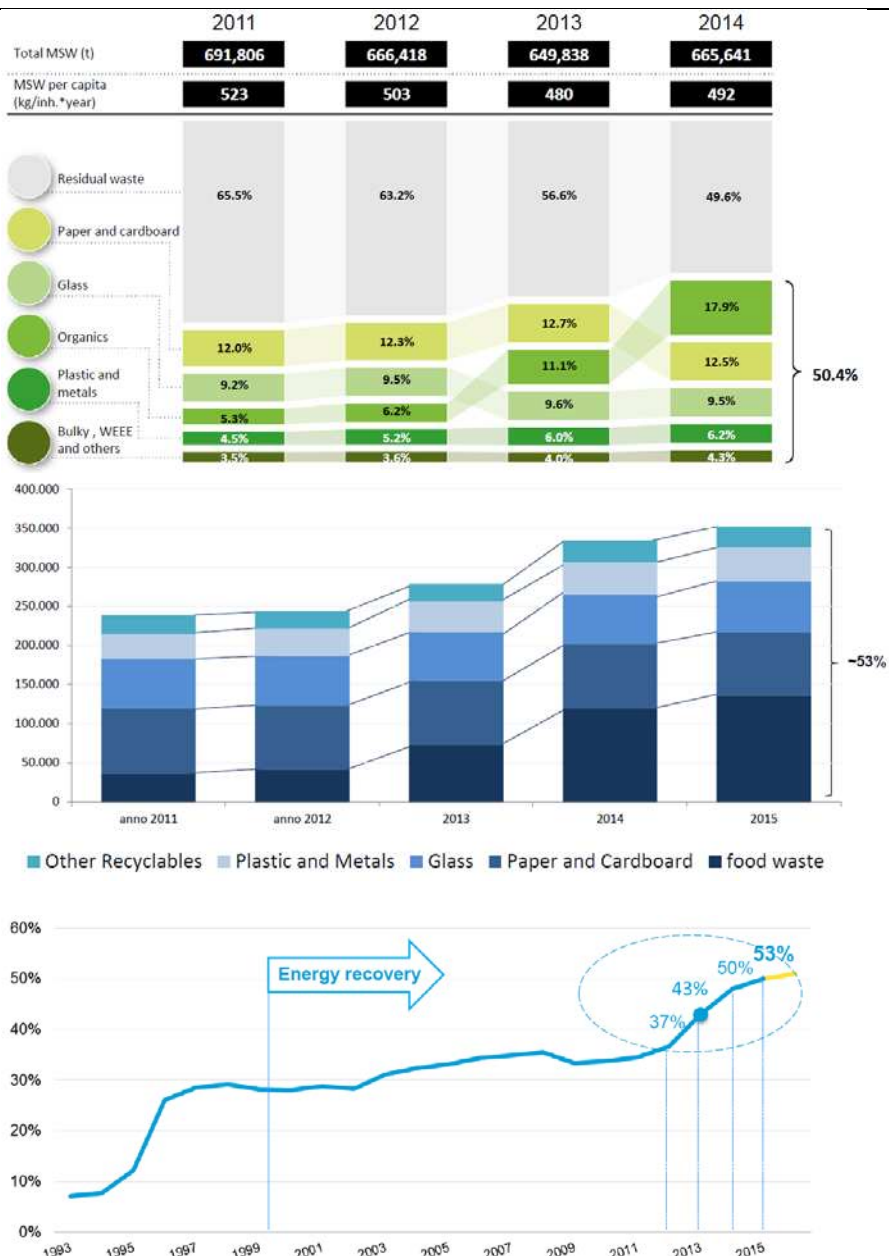 2011 2012 2013 2014
Total MSW (t) 691,806 666,418 649,838 665,641
MSW per capita
(kg/inh.*year) 523 503 480 492
Residual waste 65.5% 63.2% 56.6% 49.6%
Paper and cardboard
Glass
Organics
Plastic and
metals
Bulky , WEEE
and others
12.0% 12.3% 12.7% 17.9%
9.2% 9.5% 11.1% 12.5%
5.3% 6.2% 9.6% 9.5%
4.5% 5.2% 6.0% 6.2%
3.5% 3.6% 4.0% 4.3%
50.4%
400.000
350.000
300.000
250.000
200.000
150.000
100.000
50.000
0
~53%
anno 2011 anno 2012 2013 2014 2015
Other Recyclables Plastic and Metals Glass Paper and Cardboard food waste
60%
50%
40%
30%
20%
10%
0%
Energy recovery
37% 43% 50% 53%
1993 1995 1997 1999 2001 2003 2005 2007 2009 2011 2013 2015